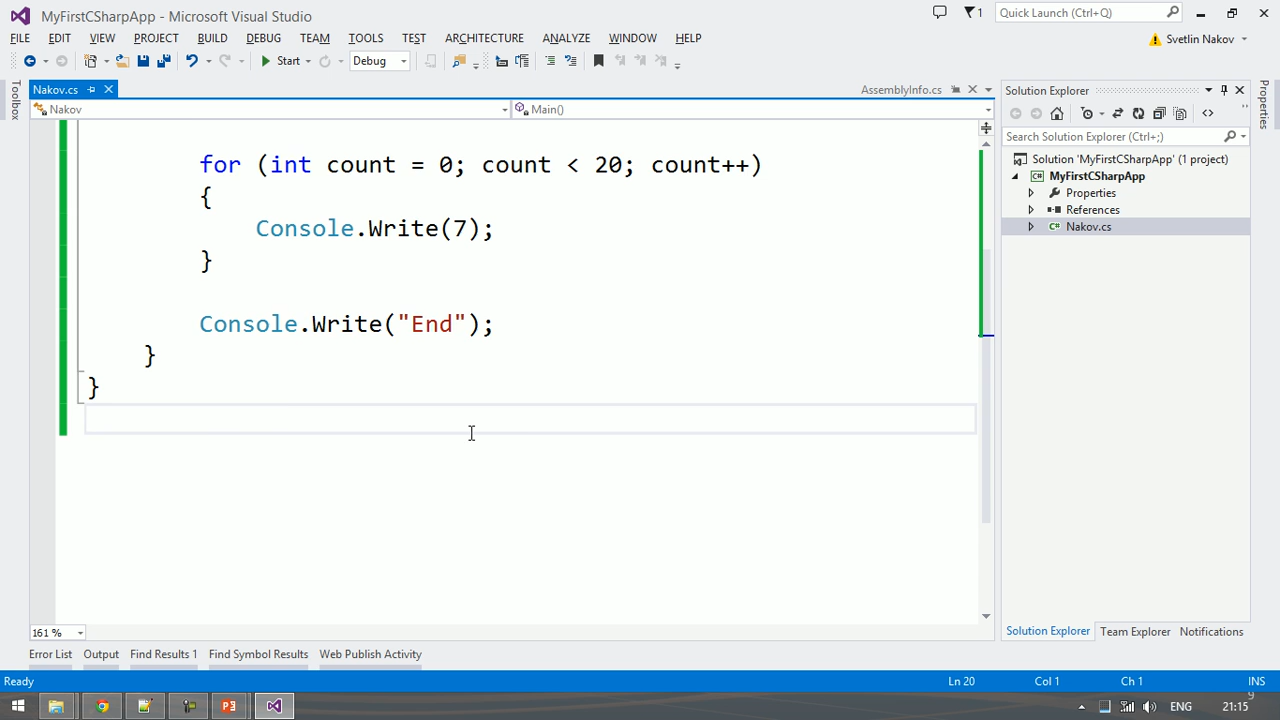 MyFirstCSharpApp - Microsoft Visual Studio
1
Quick Launch (Ctrl+Q)
FILE EDIT VIEW PROJECT BUILD DEBUG TEAM TOOLS TEST ARCHITECTURE ANALYZE WINDOW HELP
Svetlin Nakov
Start Debug
Toolbox
Nakov.cs
AssemblyInfo.cs
Nakov
Main()
for (int count = 0; count < 20; count++)
{
Console.Write(7);
}
Console.Write("End");
}
}
161 %
Solution Explorer
Search Solution Explorer (Ctrl+;)
Solution 'MyFirstCSharpApp' (1 project)
C# MyFirstCSharpApp
Properties
References
C# Nakov.cs
Properties
Solution Explorer Team Explorer Notifications
Error List Output Find Results 1 Find Symbol Results Web Publish Activity
Ready Ln 20 Col 1 Ch 1 INS
9
ENG 21:15